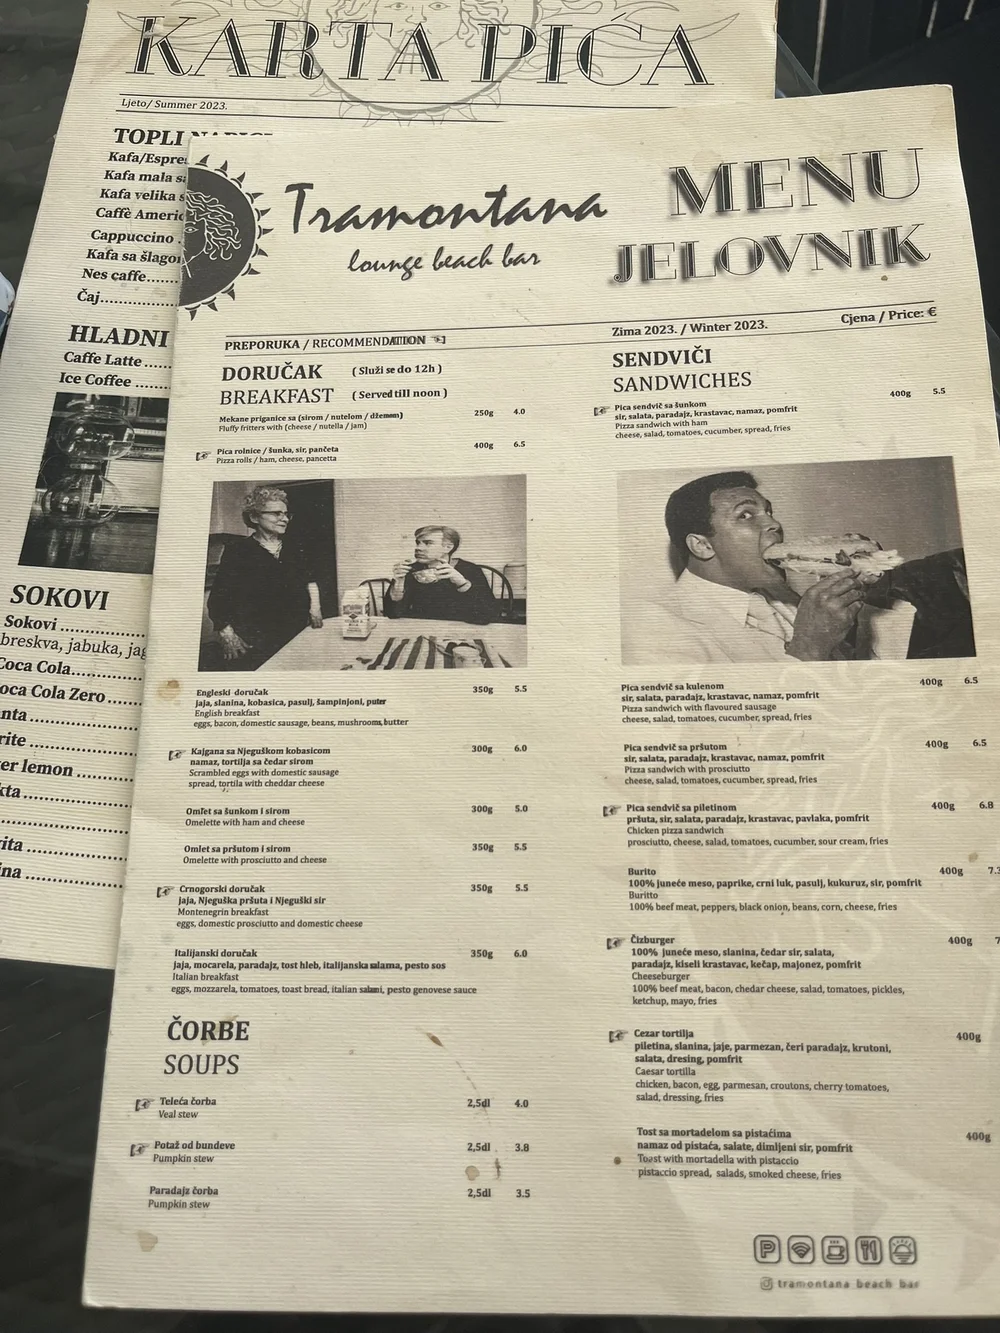 KARTA PIĆA
Ljeto/ Summer 2023.
TOPLI
Kafa/Espre
Kafa mala sa
Kafa velika s
Caffè Americ
Cappuccino .
Kafa sa šlagom
Nes caffe......
Čaj................
HLADNI
Caffe Latte .....
Ice Coffee .......
SOKOVI
Sokovi .................
breskva, jabuka, jag
Coca Cola................
oca Cola Zero........
nta
rite
er lemon
kta
rita
ina
Tramontana
lounge beach bar
MENU
JELOVNIK
PREPORUKA / RECOMMENDATION
Zima 2023. / Winter 2023.
Cjena / Price: €
DORUČAK ( Služi se do 12h )
BREAKFAST ( Served till noon )
Mekane priganice sa (sirom / nutelom / džemom) 250g 4.0
Fluffy fritters with (cheese / nutella / jam)
Pica rolnice / šunka, sir, pančeta 400g 6.5
Pizza rolls / ham, cheese, pancetta
Engleski doručak 350g 5.5
jaja, slanina, kobasica, pasulj, šampinjoni, puter
English breakfast
eggs, bacon, domestic sausage, beans, mushroom, butter
Kajgana sa Njeguškom kobasicom 300g 6.0
namaz, tortilja sa čedar sirom
Scrambled eggs with domestic sausage
spread, tortila with cheddar cheese
Omlet sa šunkom i sirom 300g 5.0
Omelette with ham and cheese
Omlet sa pršutom i sirom 350g 5.5
Omelette with prosciutto and cheese
Crnogorski doručak 350g 5.5
jaja, Njeguška pršuta i Njeguški sir
Montenegrin breakfast
eggs, domestic prosciutto and domestic cheese
Italijanski doručak 350g 6.0
jaja, mocarela, paradajz, tost hleb, italijanska salama, pesto sos
Italian breakfast
eggs, mozzarela, tomatoes, toast bread, italian salami, pesto genovese sauce
ČORBE
SOUPS
Teleća čorba 2,5dl 4.0
Veal stew
Potaž od bundeve 2,5dl 3.8
Pumpkin stew
Paradajz čorba 2,5dl 3.5
Pumpkin stew
SENDVIČI
SANDWICHES
Pica sendvič sa šunkom 400g 5.5
sir, salata, paradajz, krastavac, namaz, pomfrit
Pizza sandwich with ham
cheese, salad, tomatoes, cucumber, spread, fries
Pica sendvič sa kulenom 400g 6.5
sir, salata, paradajz, krastavac, namaz, pomfrit
Pizza sandwich with flavoured sausage
cheese, salad, tomatoes, cucumber, spread, fries
Pica sendvič sa pršutom 400g 6.5
sir, salata, paradajz, krastavac, namaz, pomfrit
Pizza sandwich with prosciutto
cheese, salad, tomatoes, cucumber, spread, fries
Pica sendvič sa piletinom 400g 6.8
pršuta, sir, salata, paradajz, krastavac, pavlaka, pomfrit
Chicken pizza sandwich
prosciutto, cheese, salad, tomatoes, cucumber, sour cream, fries
Burito 400g 7.
100% juneće meso, paprike, crni luk, pasulj, kukuruz, sir, pomfrit
Buritto
100% beef meat, peppers, black onion, beans, corn, cheese, fries
Čizburger 400g 7
100% juneće meso, slanina, čedar sir, salata,
paradajz, kiseli krastavac, kečap, majonez, pomfrit
Cheeseburger
100% beef meat, bacon, chedar cheese, salad, tomatoes, pickles,
ketchup, mayo, fries
Cezar tortilja 400g
piletina, slanina, jaje, parmezan, čeri paradajz, krutoni,
salata, dresing, pomfrit
Caesar tortilla
chicken, bacon, egg, parmesan, croutons, cherry tomatoes,
salad, dressing, fries
Tost sa mortadelom sa pistaćima 400g
namaz od pistaća, salate, dimljeni sir, pomfrit
Toast with mortadella with pistaccio
pistaccio spread, salads, smoked cheese, fries
P
tramontana beach bar